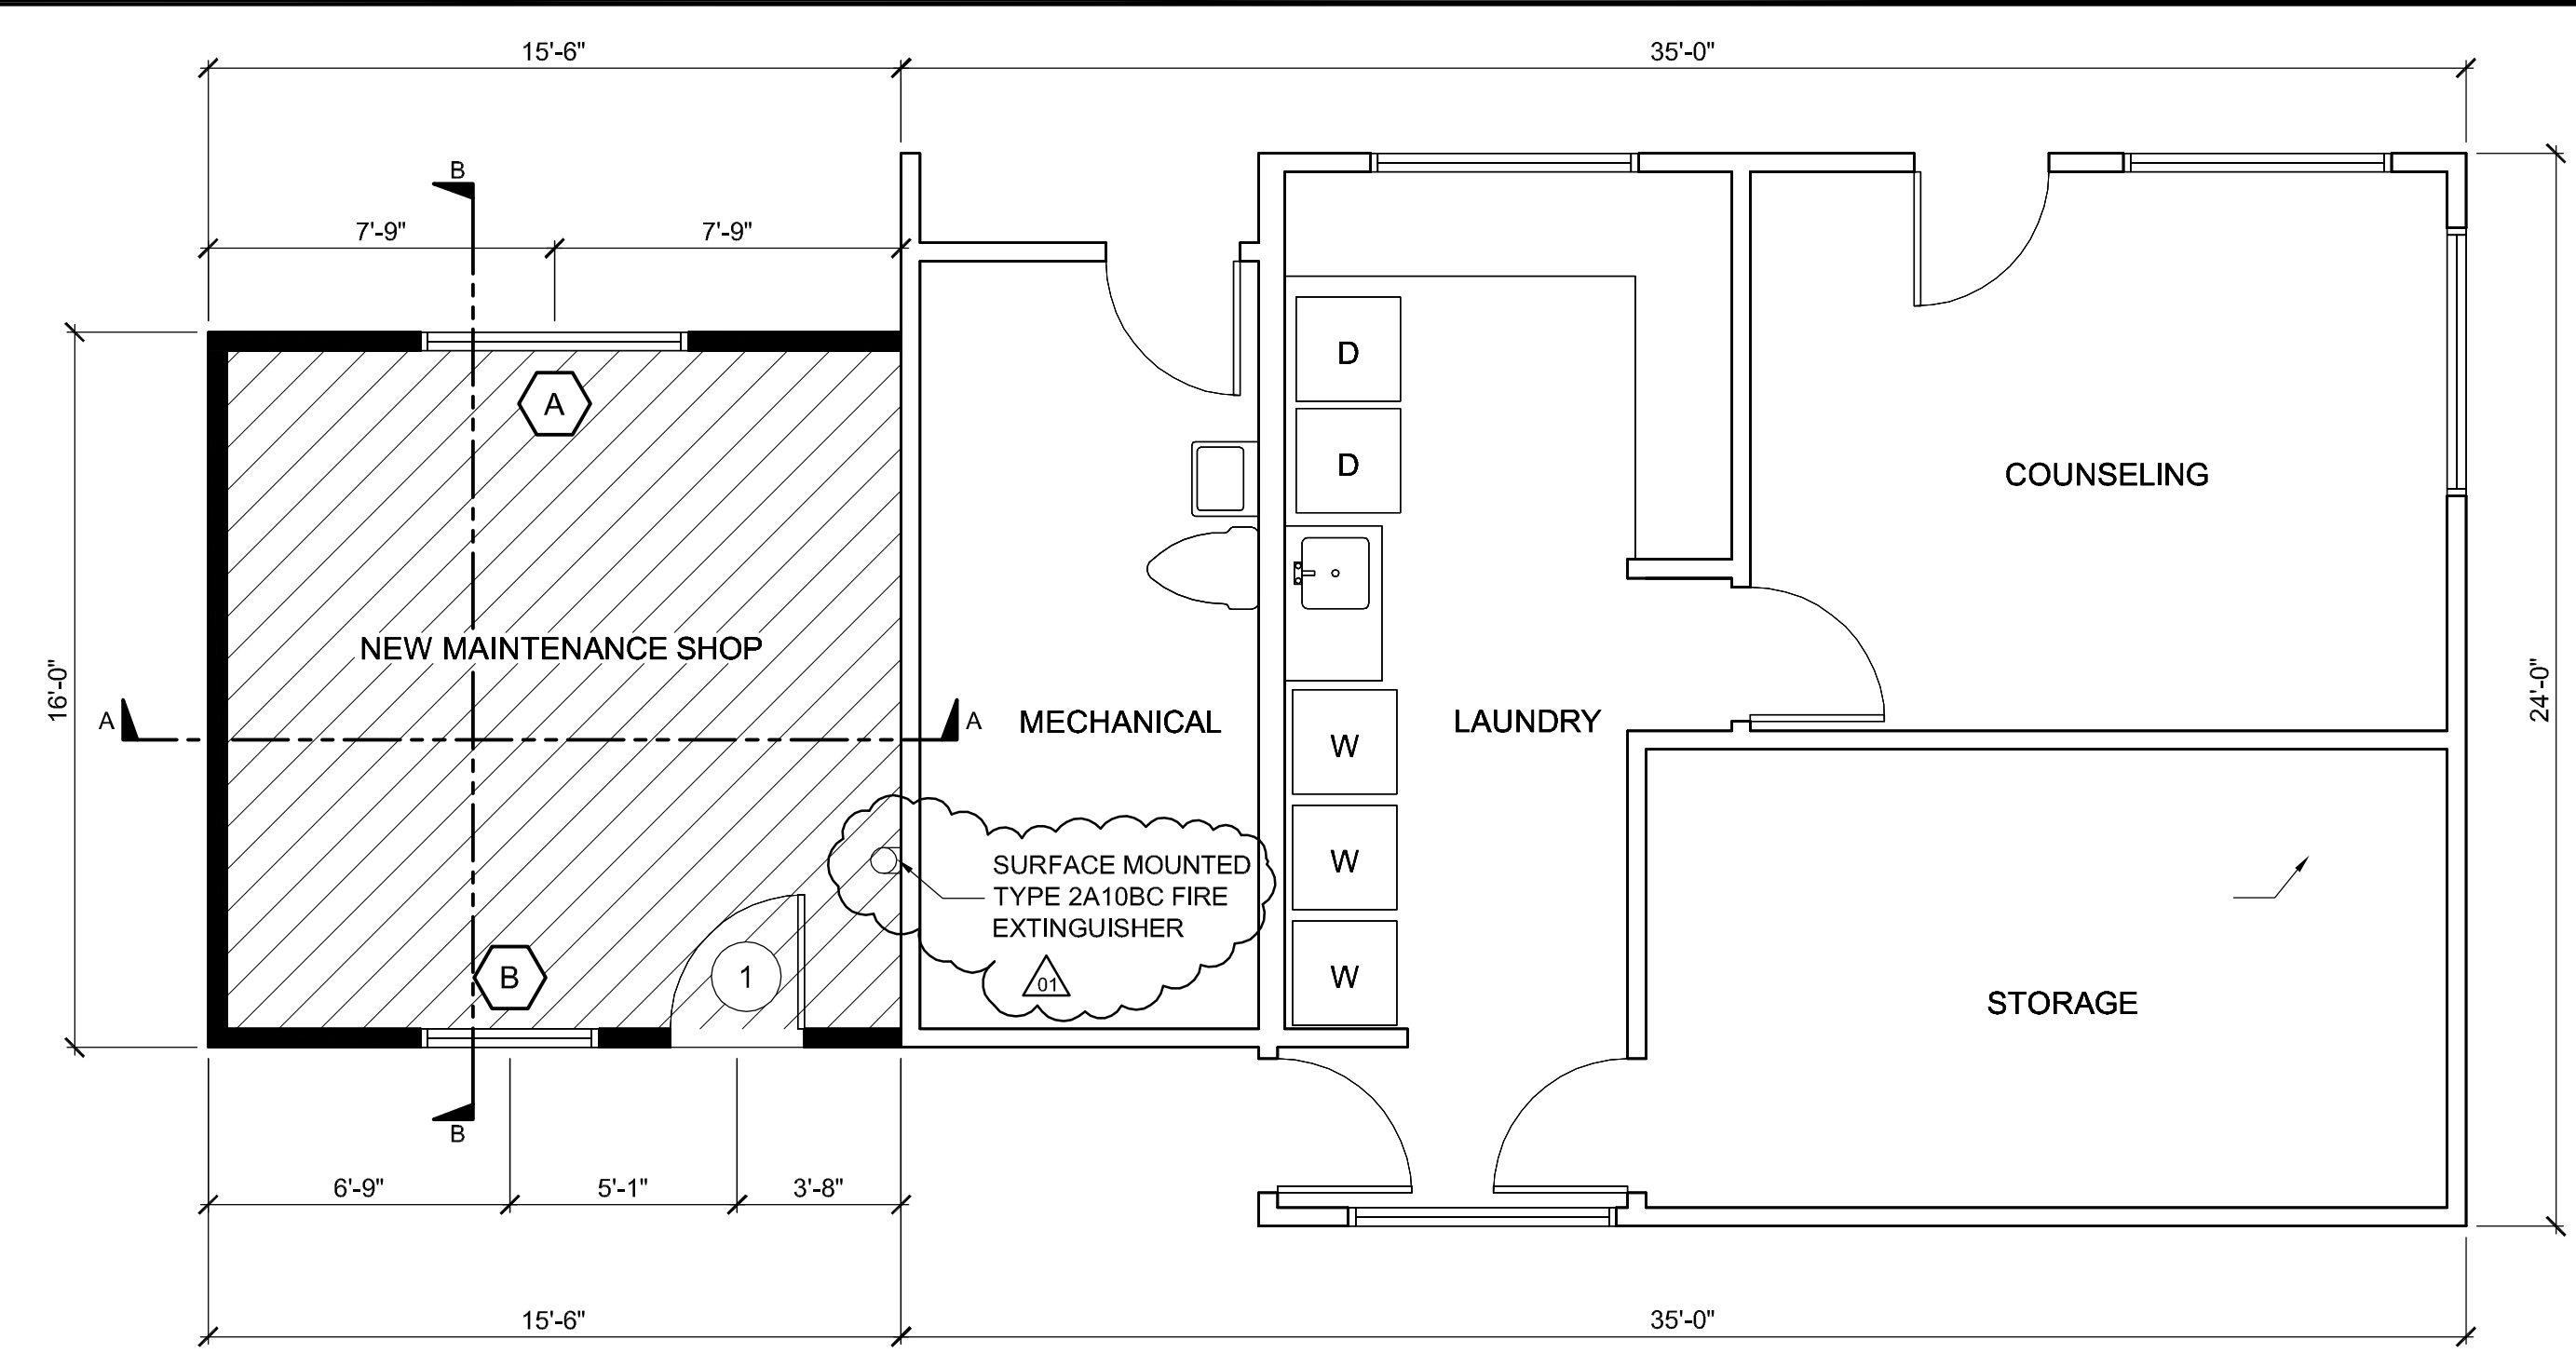 15'-6"
35'-0"
B
7'-9"
7'-9"
A
D
D
COUNSELING
NEW MAINTENANCE SHOP
16'-0"
24'-0"
A
A
MECHANICAL
LAUNDRY
W
SURFACE MOUNTED
TYPE 2A10BC FIRE
EXTINGUISHER
01
W
B
1
W
STORAGE
B
6'-9"
5'-1"
3'-8"
15'-6"
35'-0"